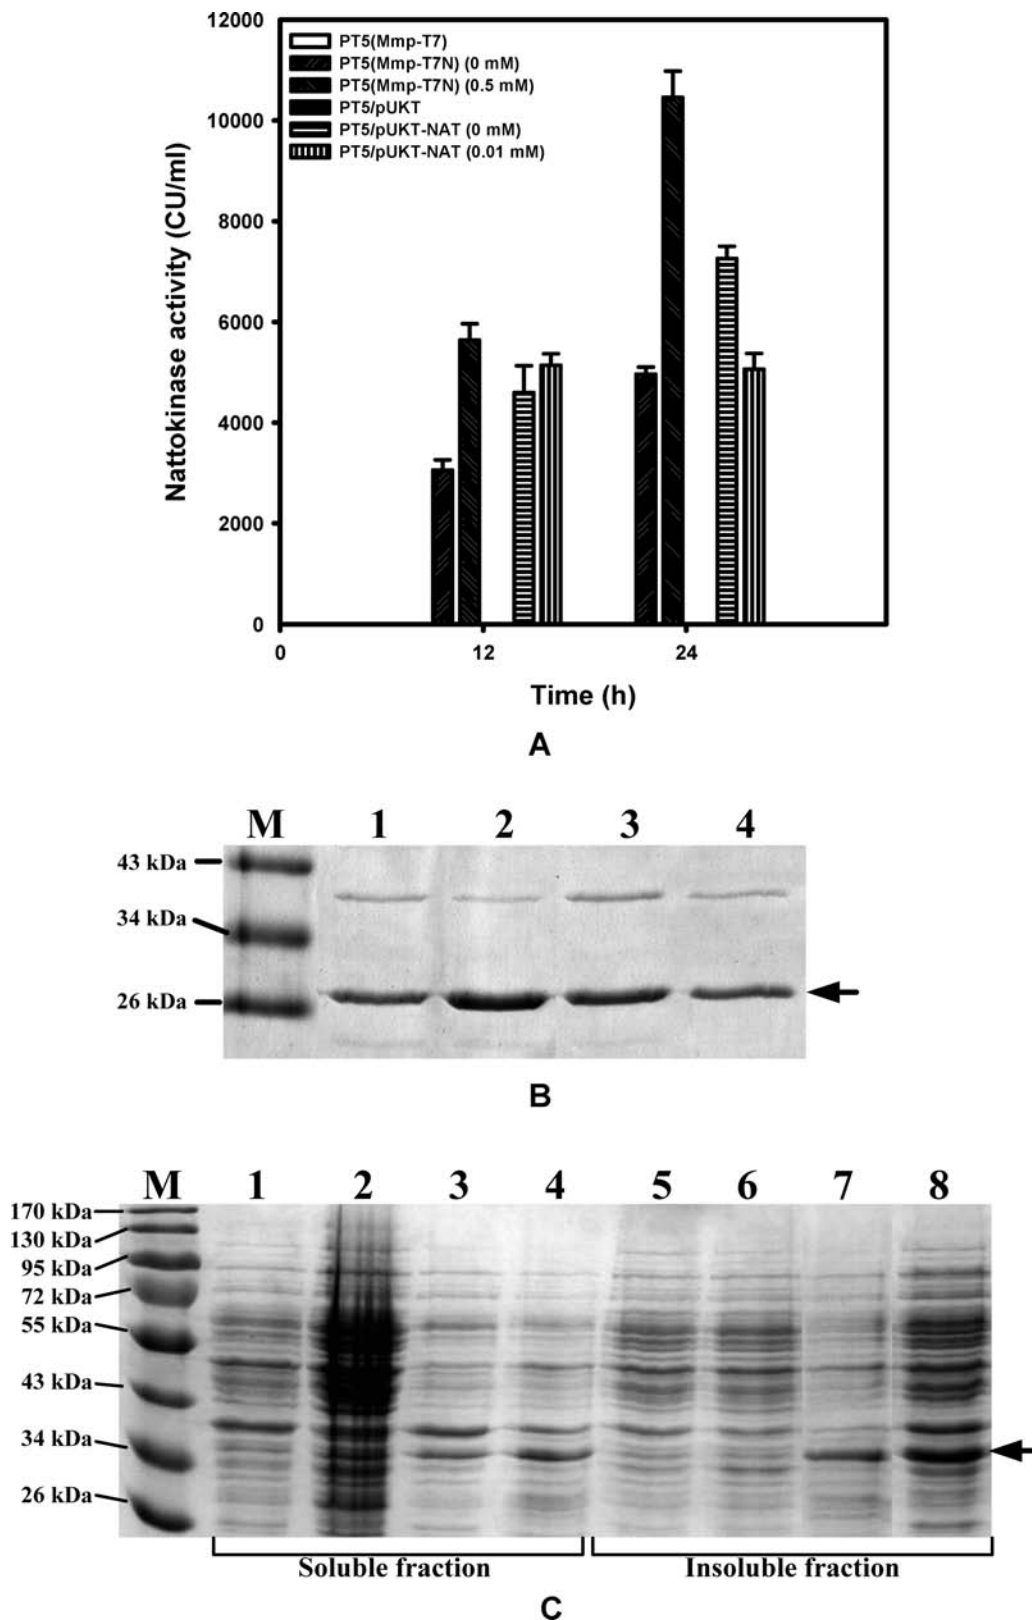 12000
10000
8000
6000
4000
2000
0
Nattokinase activity (CU/ml)
PT5(Mmp-T7)
PT5(Mmp-T7N) (0 mM)
PT5(Mmp-T7N) (0.5 mM)
PT5/pUKT
PT5/pUKT-NAT (0 mM)
PT5/pUKT-NAT (0.01 mM)
0 12 24
Time (h)
A
M 1 2 3 4
43 kDa
34 kDa
26 kDa
B
M 1 2 3 4 5 6 7 8
170 kDa
130 kDa
95 kDa
72 kDa
55 kDa
43 kDa
34 kDa
26 kDa
Soluble fraction Insoluble fraction
C